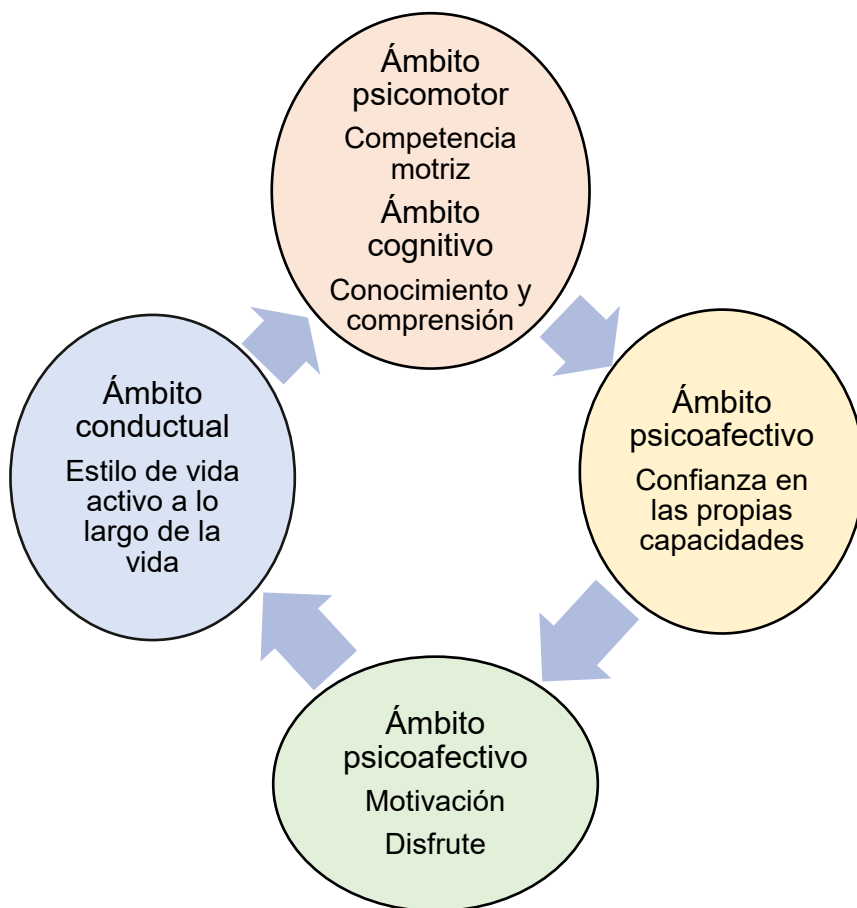 Ámbito
psicomotor
Competencia
motriz
Ámbito
cognitivo
Conocimiento y
comprensión
Ámbito
psicoafectivo
Confianza en
las propias
capacidades
Ámbito
psicoafectivo
Motivación
Disfrute
Ámbito
conductual
Estilo de vida
activo a lo
largo de la
vida